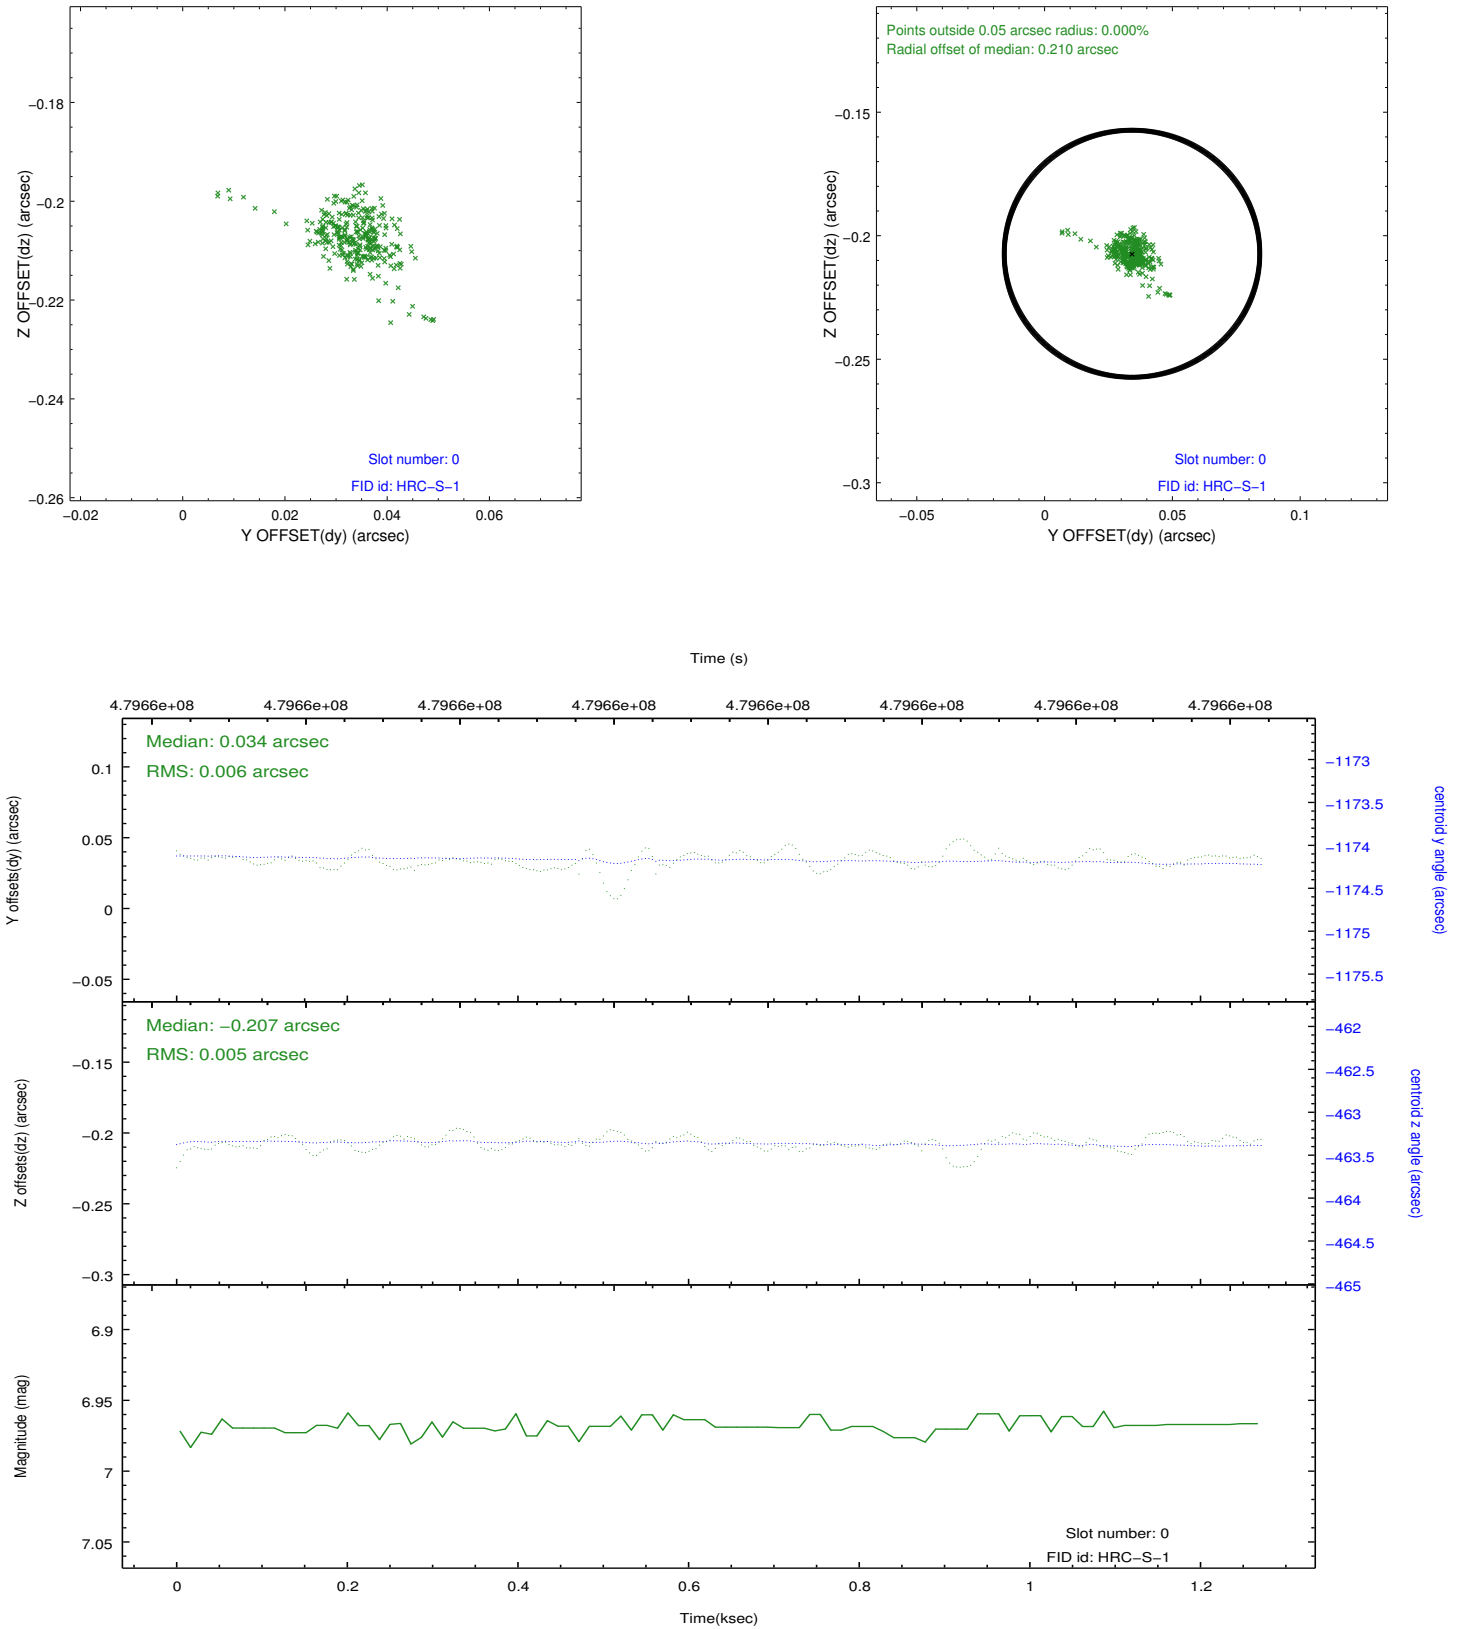 −0.18
−0.2
−0.22
−0.24
−0.26
Z OFFSET(dz) (arcsec)
Slot number: 0
FID id: HRC−S−1
−0.02
0
0.02
0.04
0.06
Y OFFSET(dy) (arcsec)
Points outside 0.05 arcsec radius: 0.000%
Radial offset of median: 0.210 arcsec
−0.15
−0.2
−0.25
−0.3
Z OFFSET(dz) (arcsec)
Slot number: 0
FID id: HRC−S−1
−0.05
0
0.05
0.1
Y OFFSET(dy) (arcsec)
Time (s)
4.7966e+08
4.7966e+08
4.7966e+08
4.7966e+08
4.7966e+08
4.7966e+08
4.7966e+08
4.7966e+08
Median: 0.034 arcsec
RMS: 0.006 arcsec
0.1
0.05
0
−0.05
Y offsets(dy) (arcsec)
−1173
−1173.5
−1174
−1174.5
−1175
−1175.5
centroid y angle (arcsec)
Median: −0.207 arcsec
RMS: 0.005 arcsec
−0.15
−0.2
−0.25
−0.3
Z offsets(dz) (arcsec)
−462
−462.5
−463
−463.5
−464
−464.5
−465
centroid z angle (arcsec)
6.9
6.95
7
7.05
Magnitude (mag)
Slot number: 0
FID id: HRC−S−1
0
0.2
0.4
0.6
0.8
1
1.2
Time(ksec)